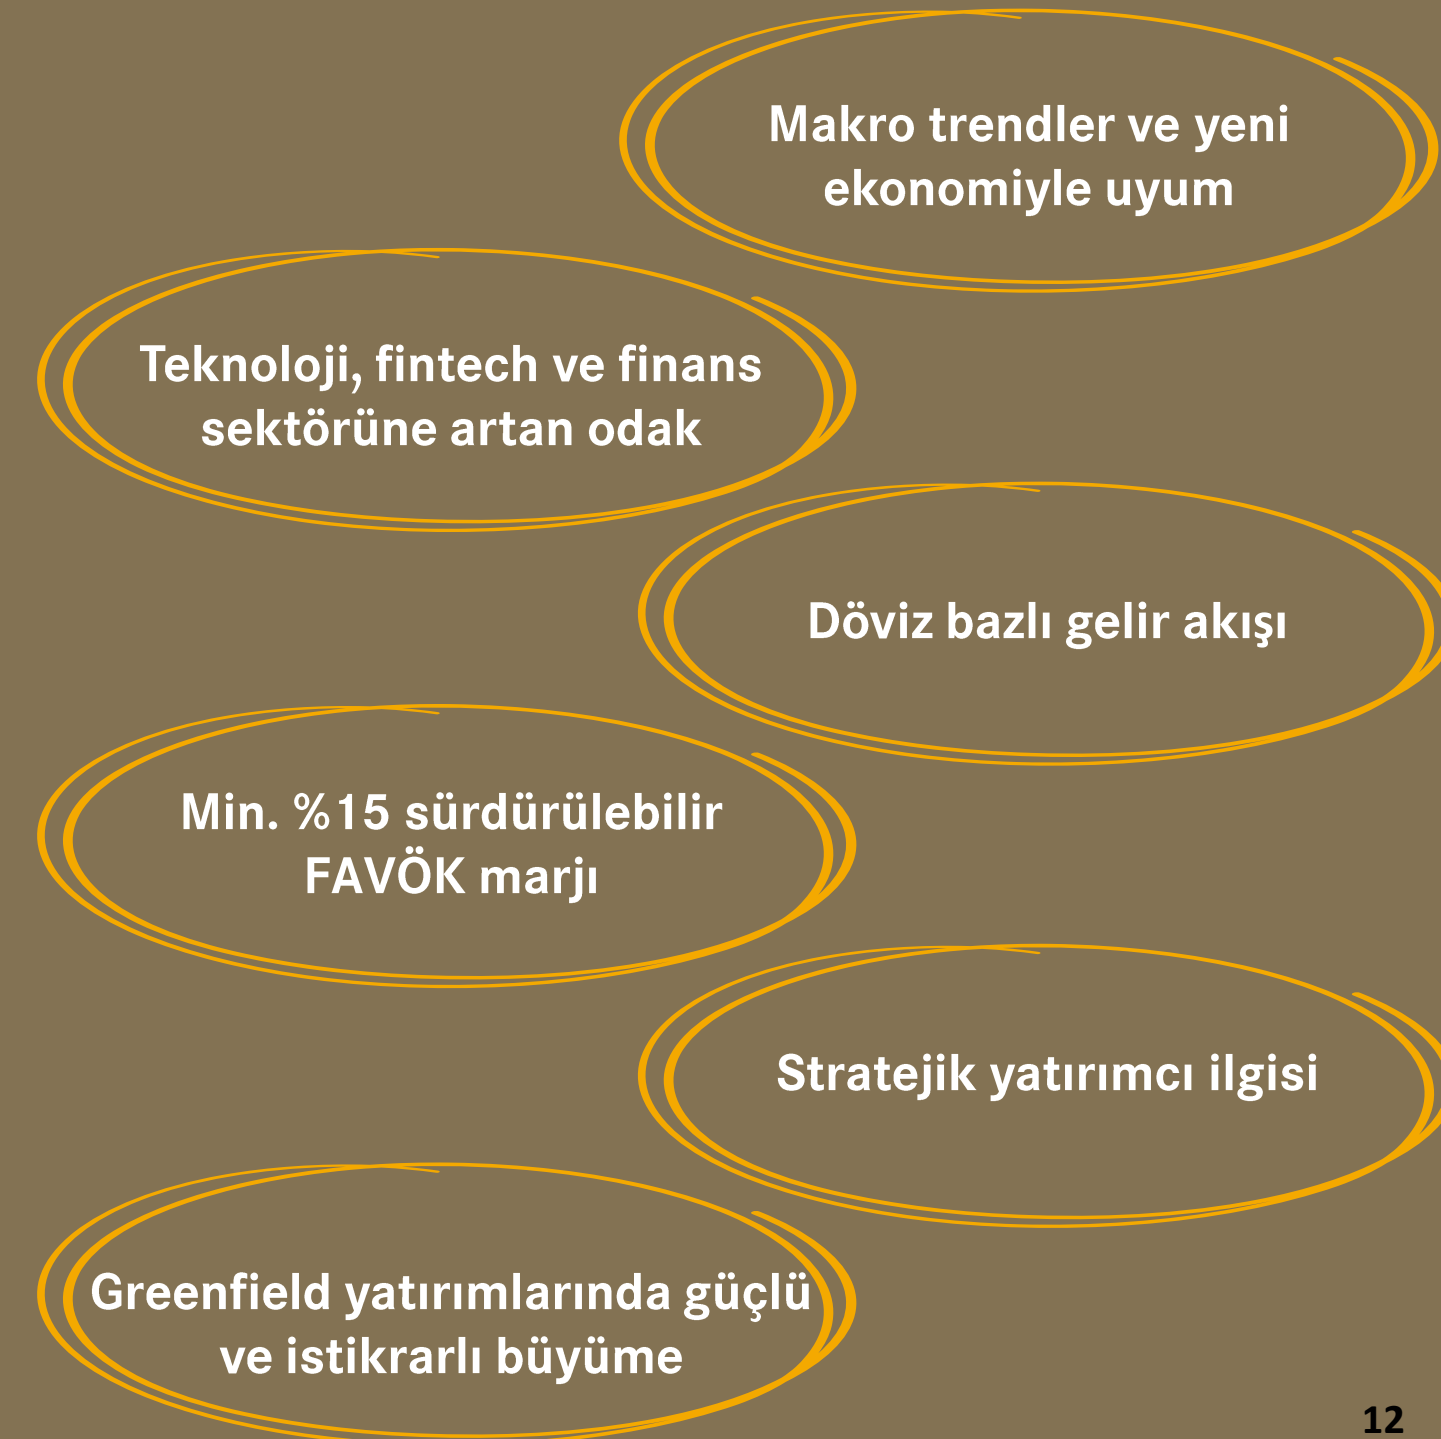 Makro trendler ve yeni
ekonomiyle uyum
Teknoloji, fintech ve finans
sektörüne artan odak
Döviz bazlı gelir akışı
Min. %15 sürdürülebilir
FAVÖK marjı
Stratejik yatırımcı ilgisi
Greenfield yatırımlarında güçlü
ve istikrarlı büyüme
12